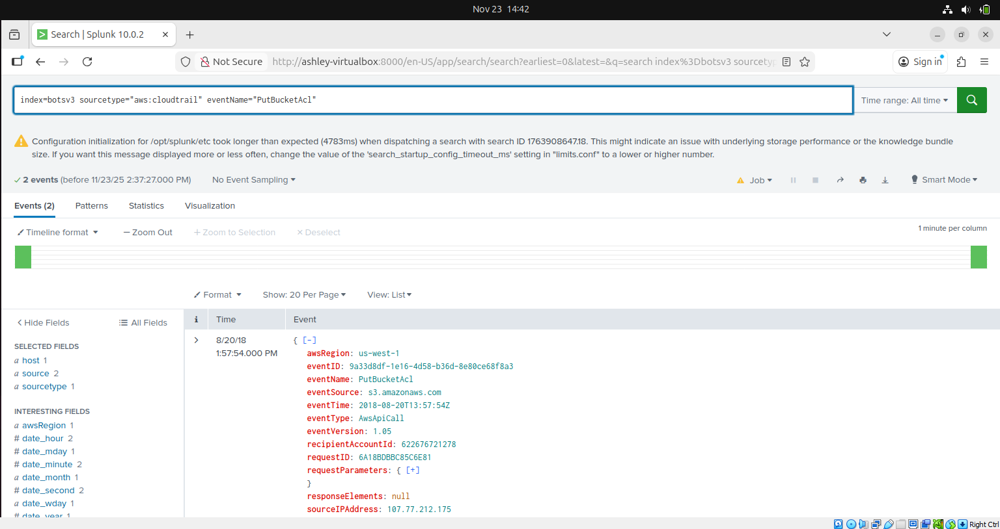 Nov 23 14:42
Search | Splunk 10.0.2
Not Secure http://ashley-virtualbox:8000/en-US/app/search/search?earliest=0&latest=&q=search index%3Dbotsv3 sourcetyp
Sign in
index=botsv3 sourcetype="aws:cloudtrail" eventName="PutBucketAcl"
Time range: All time
Configuration initialization for /opt/splunk/etc took longer than expected (4783ms) when dispatching a search with search ID 1763908647.18. This might indicate an issue with underlying storage performance or the knowledge bundle
size. If you want this message displayed more or less often, change the value of the 'search_startup_config_timeout_ms' setting in "limits.conf" to a lower or higher number.
2 events (before 11/23/25 2:37:27.000 PM) No Event Sampling Job Smart Mode
Events (2) Patterns Statistics Visualization
Timeline format — Zoom Out + Zoom to Selection × Deselect
1 minute per column
Format Show: 20 Per Page View: List
< Hide Fields All Fields
SELECTED FIELDS
a host 1
a source 2
a sourcetype 1
INTERESTING FIELDS
a awsRegion 1
# date_hour 2
# date_mday 1
# date_minute 2
a date_month 1
# date_second 2
a date_wday 1
# date_year 1
i Time Event
> 8/20/18
1:57:54.000 PM
{ [-]
awsRegion: us-west-1
eventID: 9a33d8df-1e16-4d58-b36d-8e80ce68f8a3
eventName: PutBucketAcl
eventSource: s3.amazonaws.com
eventTime: 2018-08-20T13:57:54Z
eventType: AwsApiCall
eventVersion: 1.05
recipientAccountId: 622676721278
requestID: 6A18BDBBC85C6E81
requestParameters: { [+]
}
responseElements: null
sourceIPAddress: 107.77.212.175
Right Ctrl